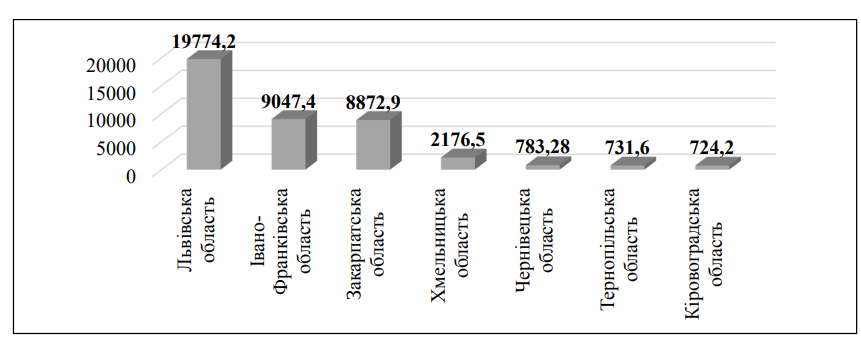 19774,2
9047,4
8872,9
2176,5
783,28
731,6
724,2
20000
15000
10000
5000
0
Львівська
область
Івано-
Франківська
область
Закарпатська
область
Хмельницька
область
Чернівецька
область
Тернопільська
область
Кіровоградська
область